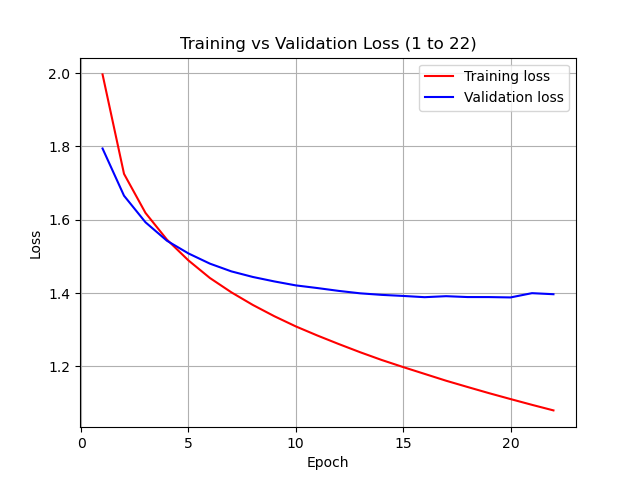 Training vs Validation Loss (1 to 22)
Training loss
Validation loss
Loss
2.0
1.8
1.6
1.4
1.2
0 5 10 15 20
Epoch